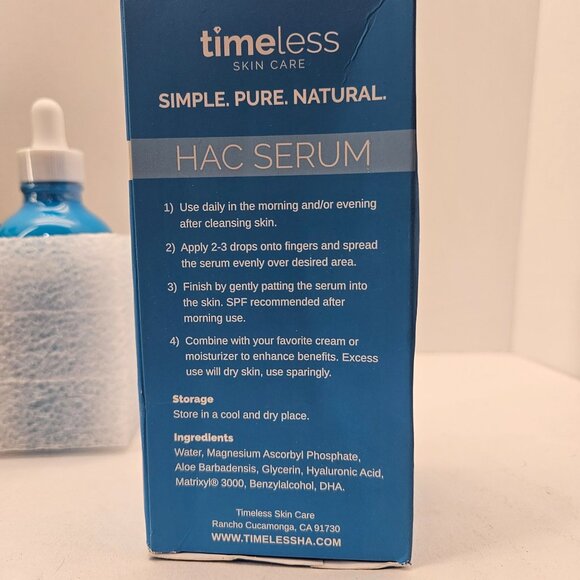 timeless
SKIN CARE
SIMPLE. PURE. NATURAL.
HAC SERUM
1) Use daily in the morning and/or evening
after cleansing skin.
2) Apply 2-3 drops onto fingers and spread
the serum evenly over desired area.
3) Finish by gently patting the serum into
the skin. SPF recommended after
morning use.
4) Combine with your favorite cream or
moisturizer to enhance benefits. Excess
use will dry skin, use sparingly.
Storage
Store in a cool and dry place.
Ingredients
Water, Magnesium Ascorbyl Phosphate,
Aloe Barbadensis, Glycerin, Hyaluronic Acid,
Matrixyl® 3000, Benzylalcohol, DHA.
Timeless Skin Care
Rancho Cucamonga, CA 91730
WWW.TIMELESSHA.COM